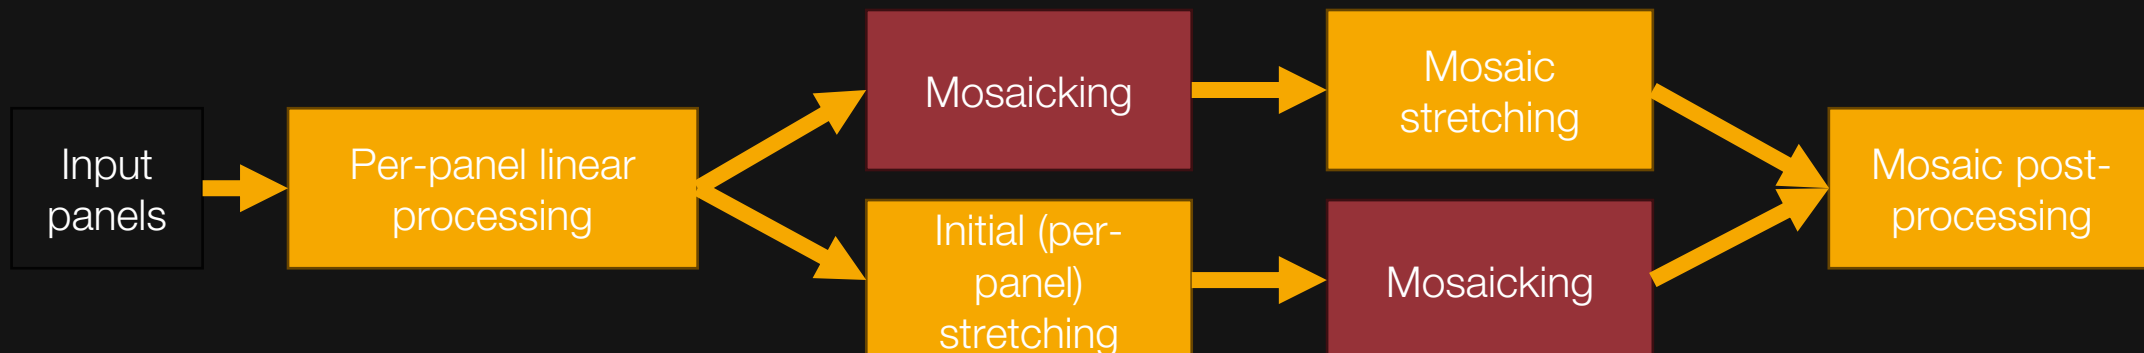 Input
panels
Per-panel linear
processing
Mosaicking
Mosaic
stretching
Initial (per-
panel)
stretching
Mosaicking
Mosaic post-
processing